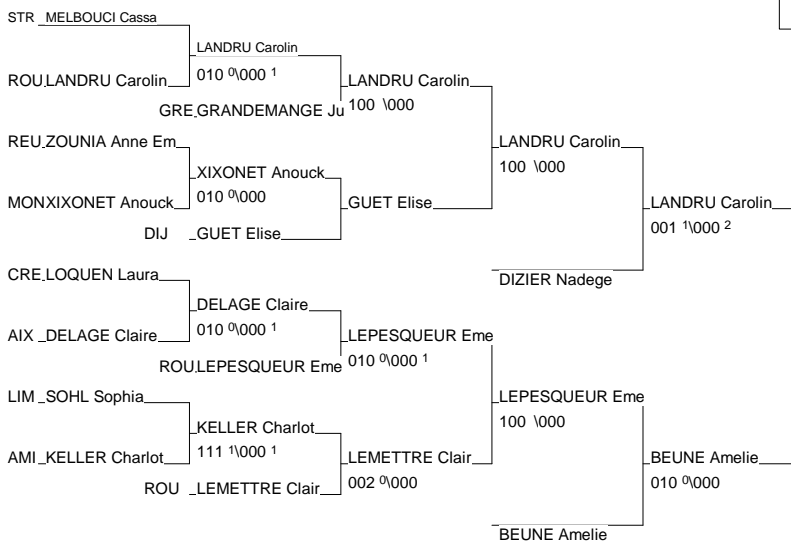 STR MELBOUCI Cassa
LANDRU Carolin
ROU LANDRU Carolin 010 0\000 1 LANDRU Carolin
GRE GRANDEMANGE Ju 100 \000
REU ZOUNIA Anne Em LANDRU Carolin
XIXONET Anouck 100 \000
MON XIXONET Anouck 010 0\000 GUET Elise LANDRU Carolin
DIJ GUET Elise 001 1\000 2
CRE LOQUEN Laura DIZIER Nadege
DELAGE Claire
AIX DELAGE Claire 010 0\000 1 LEPESQUEUR Eme
ROU LEPESQUEUR Eme 010 0\000 1
LIM SOHL Sophia LEPESQUEUR Eme
KELLER Charlot 100 \000
AMI KELLER Charlot 111 1\000 1 LEMETTRE Clair BEUNE Amelie
ROU LEMETTRE Clair 002 0\000 010 0\000
BEUNE Amelie